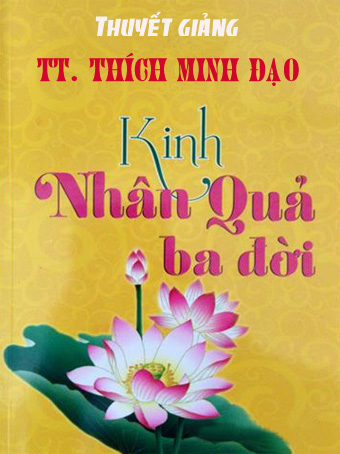 THUYẾT GIẢNG
TT. THÍCH MINH ĐẠO
Kinh
Nhân Quả
ba đời